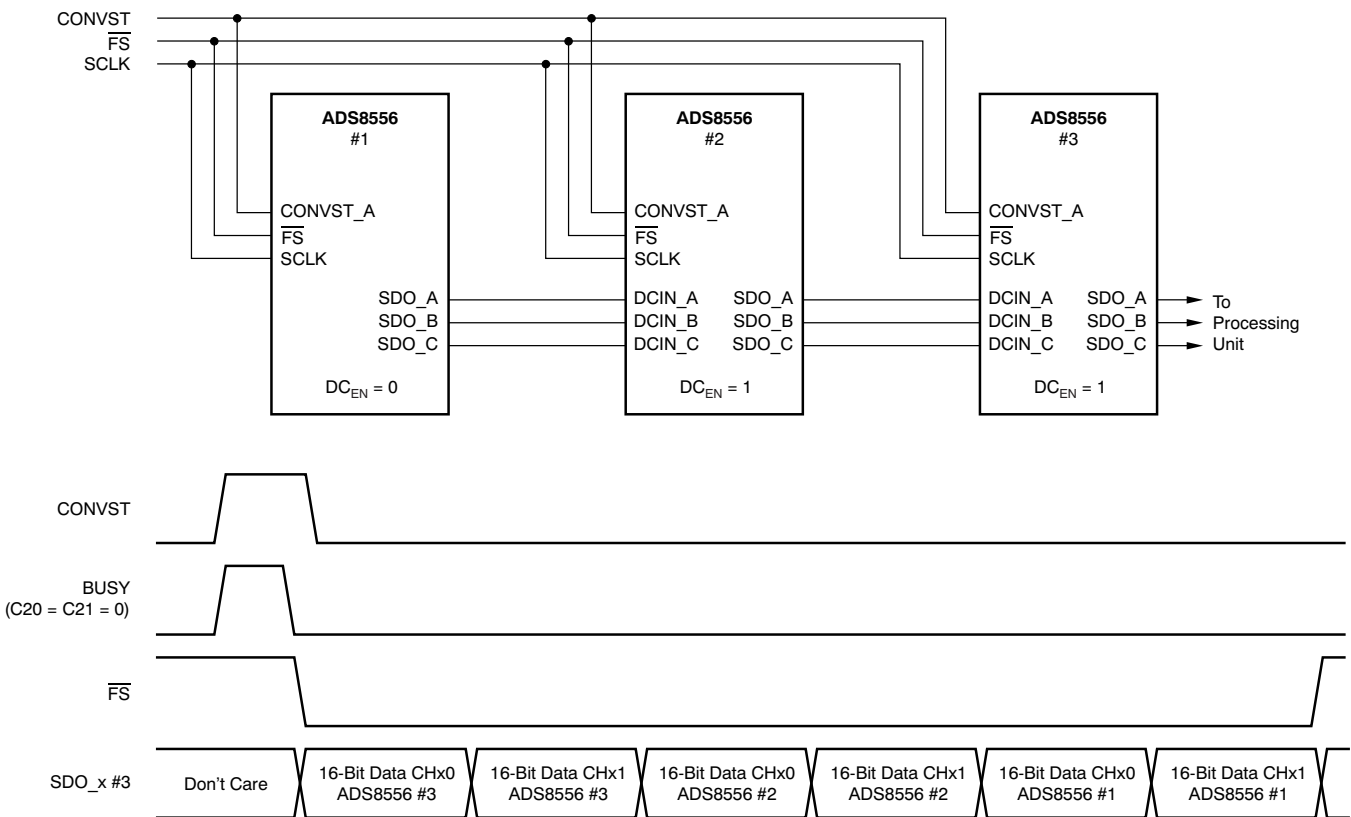 CONVST
FS
SCLK
ADS8556
#1
CONVST_A
FS
SCLK
SDO_A
SDO_B
SDO_C
DCEN = 0
ADS8556
#2
CONVST_A
FS
SCLK
DCIN_A SDO_A
DCIN_B SDO_B
DCIN_C SDO_C
DCEN = 1
ADS8556
#3
CONVST_A
FS
SCLK
DCIN_A SDO_A
DCIN_B SDO_B
DCIN_C SDO_C
DCEN = 1
To
Processing
Unit
CONVST
BUSY
(C20 = C21 = 0)
FS
SDO_x #3
Don't Care
16-Bit Data CHx0
ADS8556 #3
16-Bit Data CHx1
ADS8556 #3
16-Bit Data CHx0
ADS8556 #2
16-Bit Data CHx1
ADS8556 #2
16-Bit Data CHx0
ADS8556 #1
16-Bit Data CHx1
ADS8556 #1